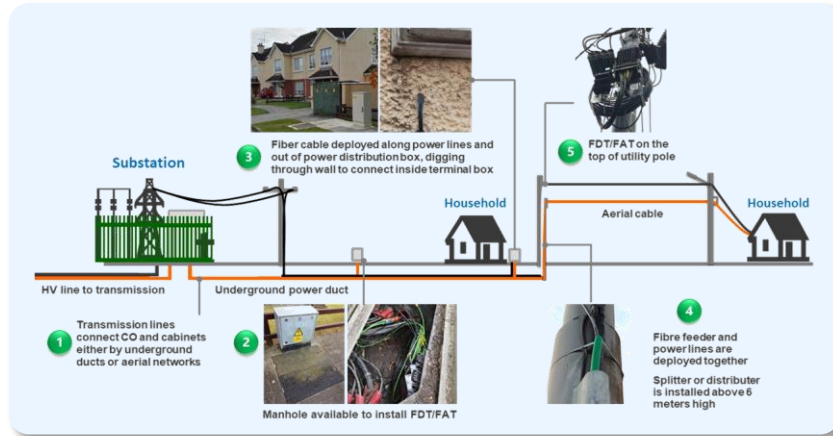 3
Fiber cable deployed along power lines and
out of power distribution box, digging
through wall to connect inside terminal box
5
FDT/FAT on the
top of utility pole
Substation
Household
Aerial cable
Household
HV line to transmission
Underground power duct
1
Transmission lines
connect CO and cabinets
either by underground
ducts or aerial networks
2
Manhole available to install FDT/FAT
4
Fibre feeder and
power lines are
deployed together
Splitter or distributer
is installed above 6
meters high